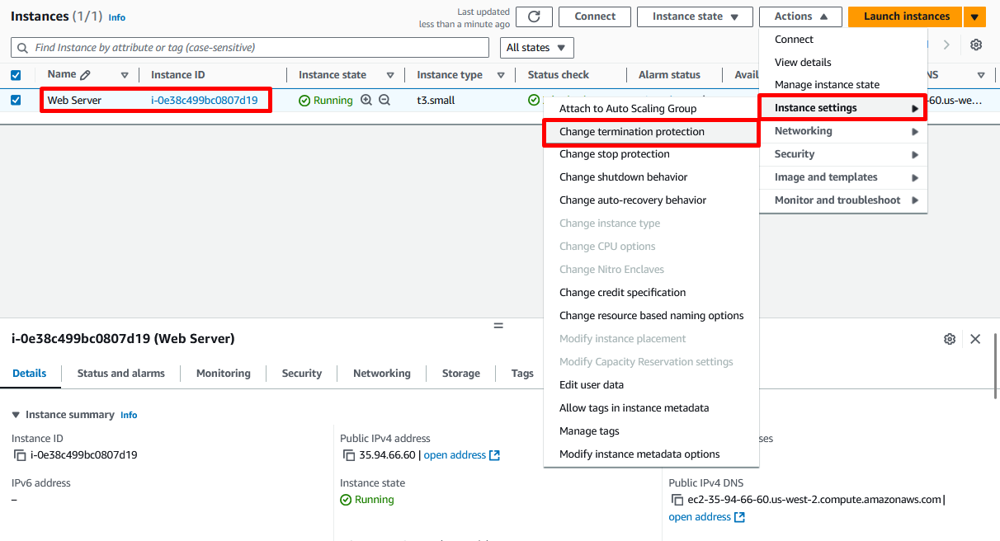 Instances (1/1) Info
Last updated
less than a minute ago
Connect
Instance state
Actions
Launch instances
Find Instance by attribute or tag (case-sensitive)
All states
Connect
View details
Manage instance state
Instance settings
Networking
Security
Image and templates
Monitor and troubleshoot
Name
Instance ID
Instance state
Instance type
Status check
Alarm status
Avail
NS
Web Server
i-0e38c499bc0807d19
Running
t3.small
-60.us-we...
Attach to Auto Scaling Group
Change termination protection
Change stop protection
Change shutdown behavior
Change auto-recovery behavior
Change instance type
Change CPU options
Change Nitro Enclaves
Change credit specification
Change resource based naming options
Modify instance placement
Modify Capacity Reservation settings
Edit user data
Allow tags in instance metadata
Manage tags
Modify instance metadata options
i-0e38c499bc0807d19 (Web Server)
Details
Status and alarms
Monitoring
Security
Networking
Storage
Tags
Instance summary Info
Instance ID
i-0e38c499bc0807d19
Public IPv4 address
35.94.66.60 | open address
ses
IPv6 address
–
Instance state
Running
Public IPv4 DNS
ec2-35-94-66-60.us-west-2.compute.amazonaws.com |
open address